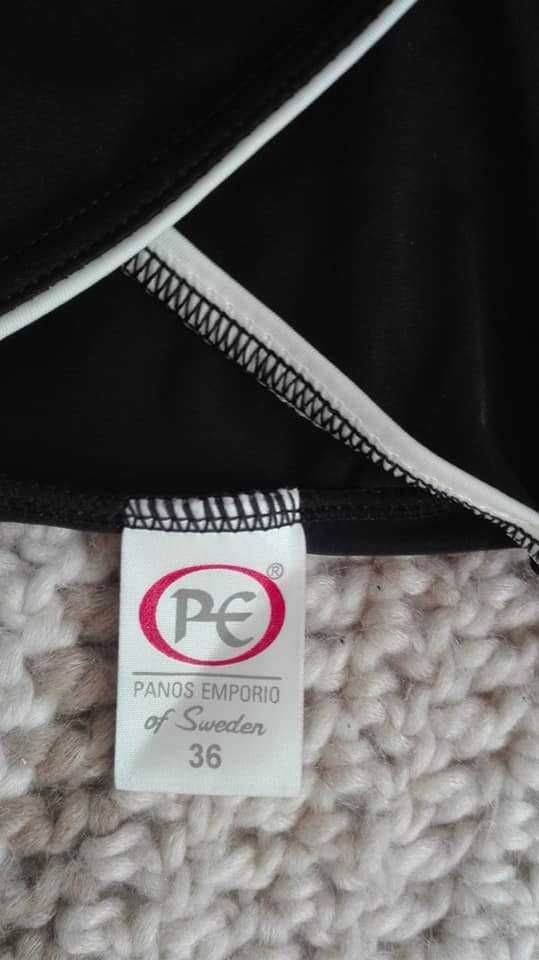 PE®
PANOS EMPORIO
of Sweden
36